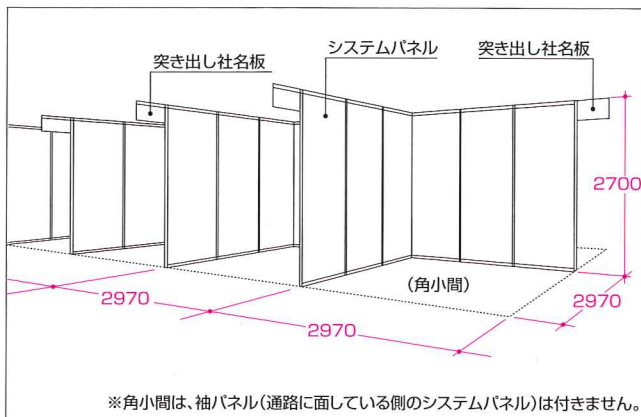 システムパネル
突き出し社名板
突き出し社名板
2700
(角小間)
2970
2970
2970
※角小間は、袖パネル(通路に面している側のシステムパネル)は付きません。